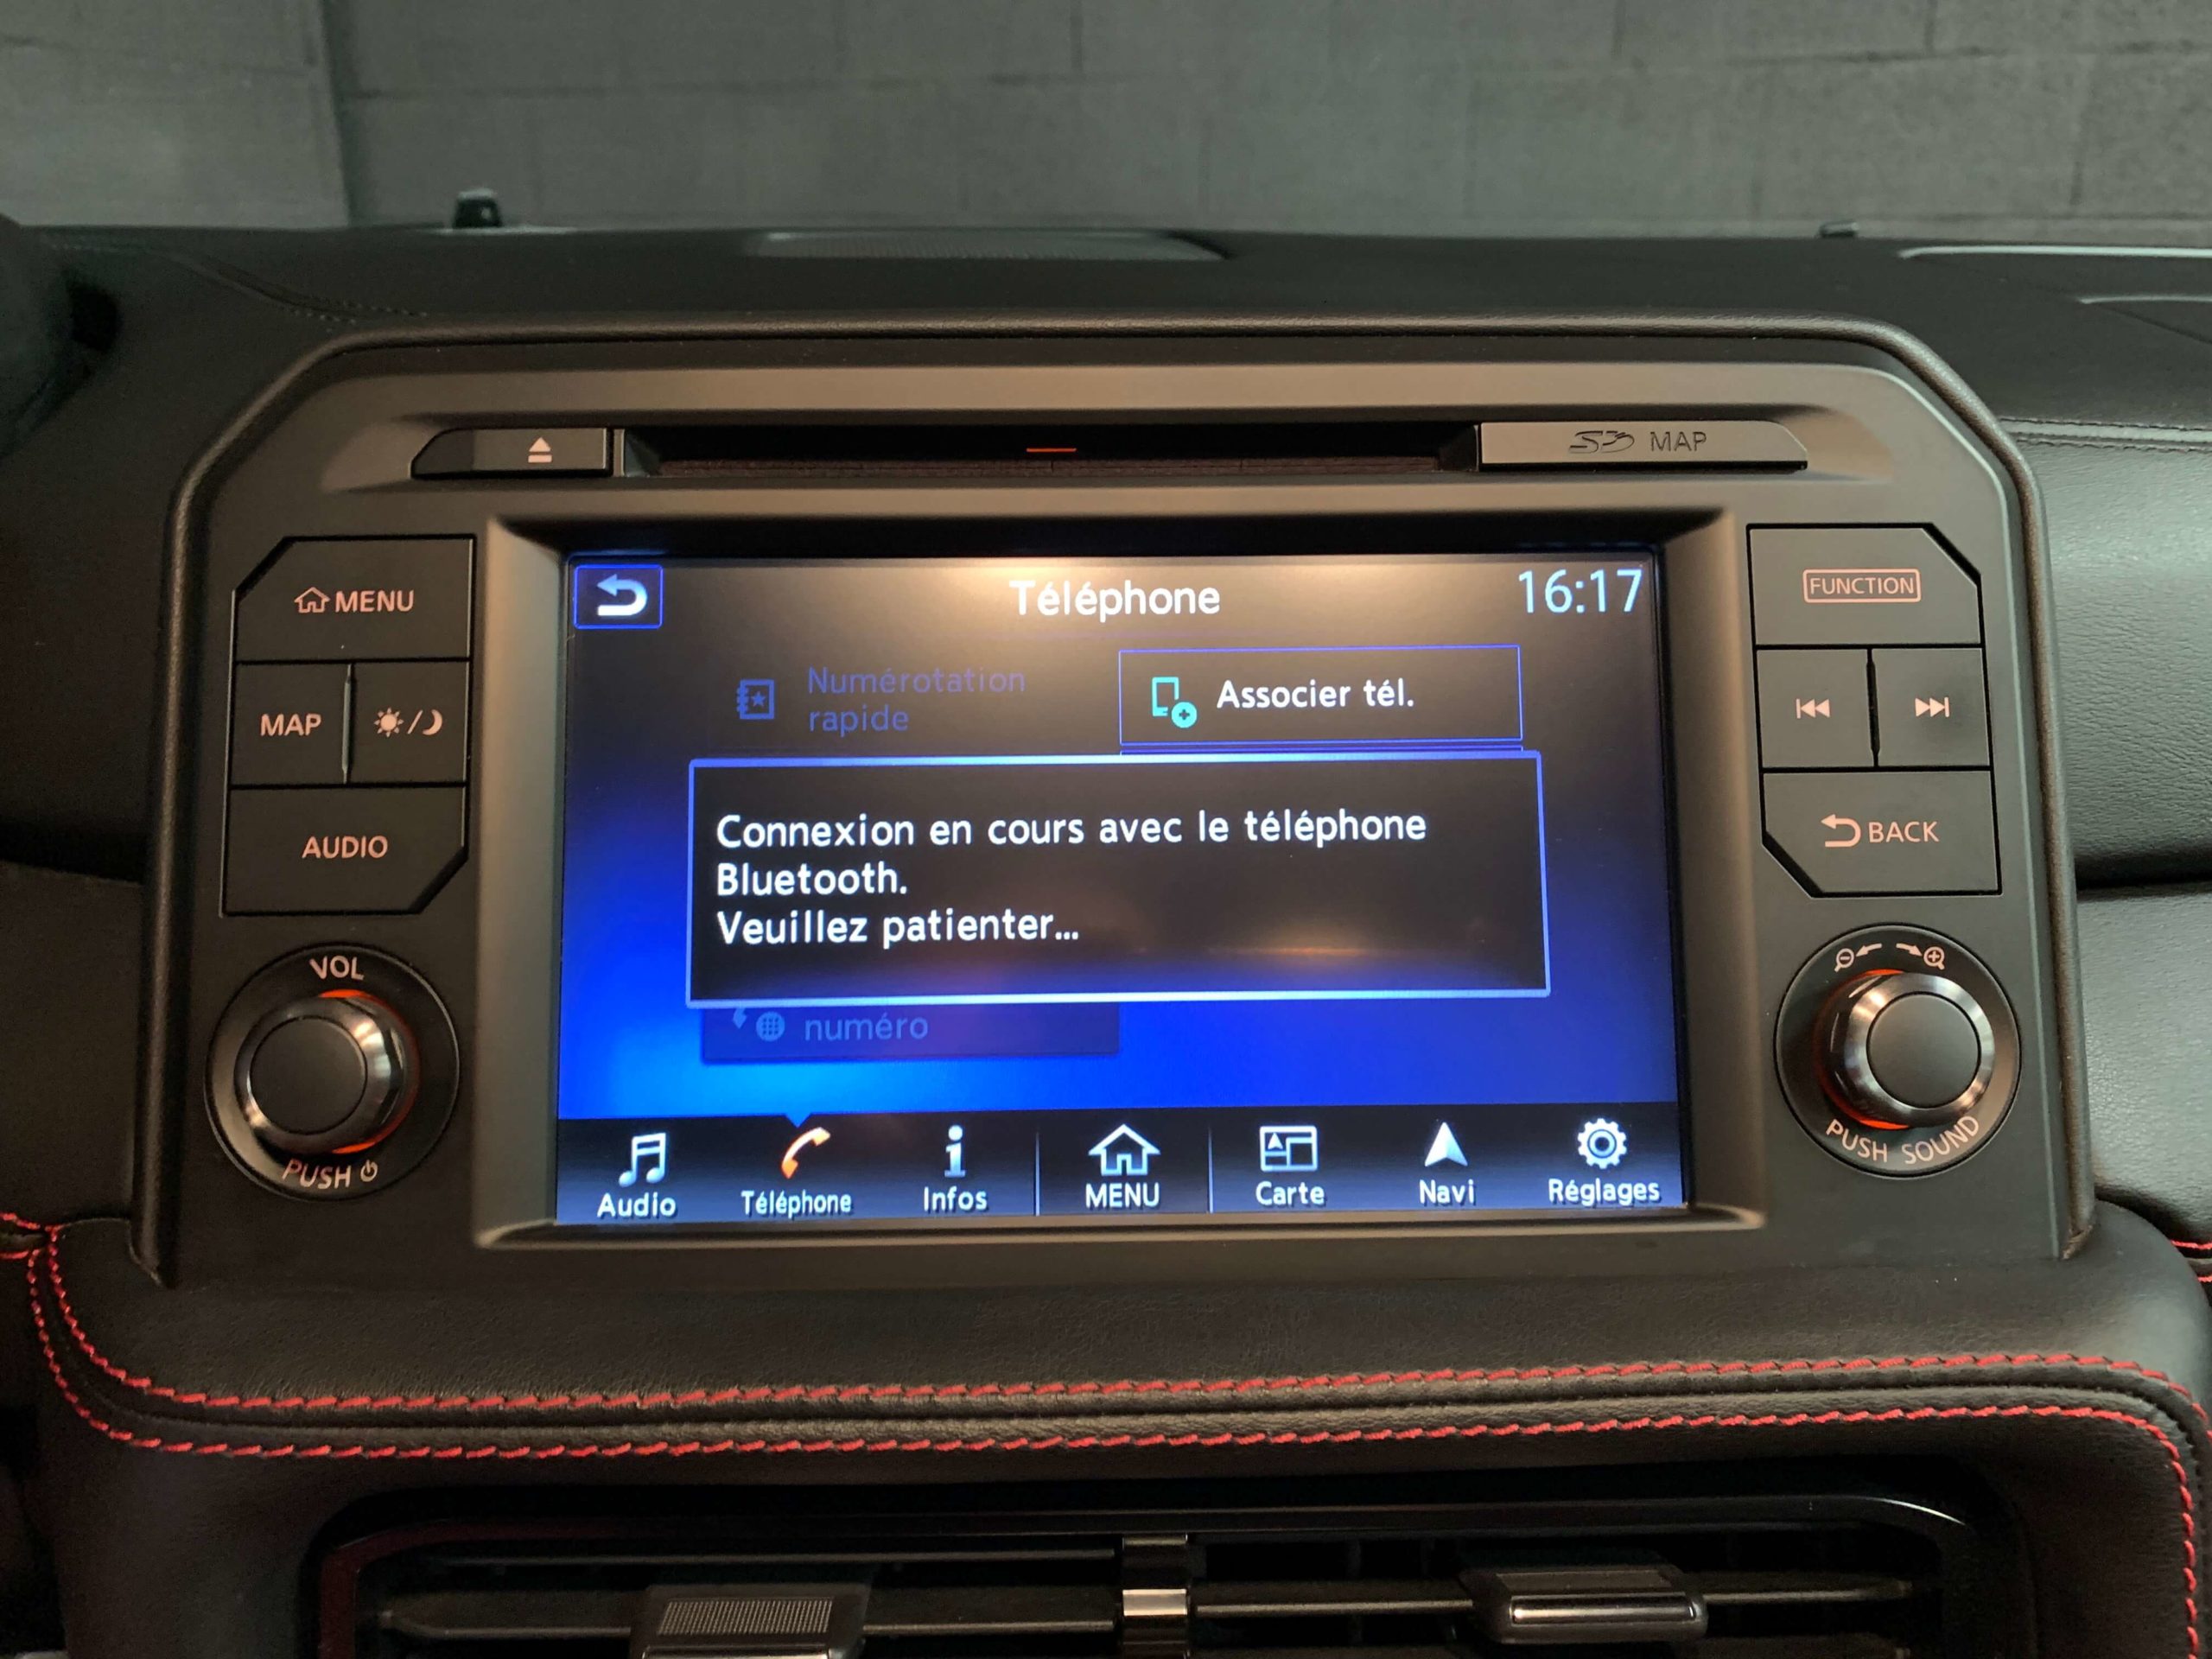 SD MAP
MENU
MAP
AUDIO
VOL
PUSH
Téléphone
16:17
Numérotation
rapide
Associer tél.
Connexion en cours avec le téléphone
Bluetooth.
Veuillez patienter...
numéro
Audio
Téléphone
Infos
MENU
Carte
Navi
Réglages
FUNCTION
BACK
PUSH SOUND